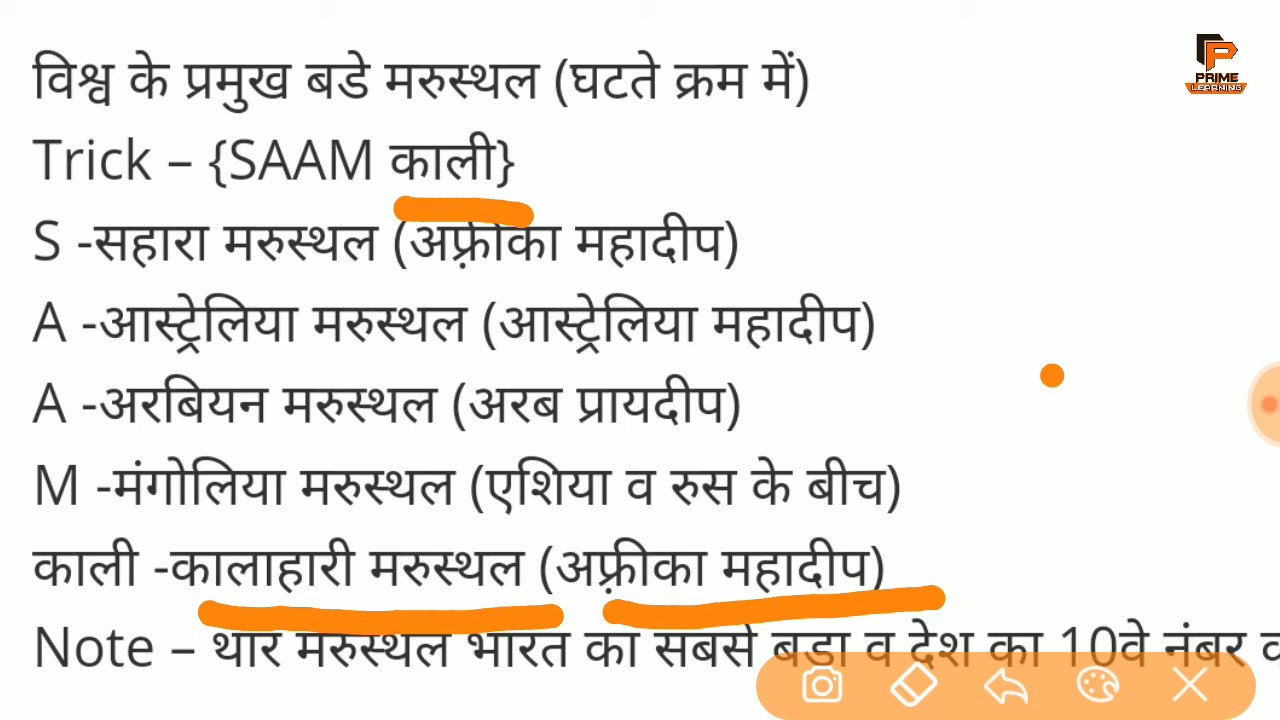 विश्व के प्रमुख बडे मरुस्थल (घटते क्रम में)
PRIME
LEARNING
Trick – {SAAM काली}
S -सहारा मरुस्थल (अफ़्रीका महादीप)
A -आस्ट्रेलिया मरुस्थल (आस्ट्रेलिया महादीप)
A -अरबियन मरुस्थल (अरब प्रायदीप)
M -मंगोलिया मरुस्थल (एशिया व रुस के बीच)
काली -कालाहारी मरुस्थल (अफ़्रीका महादीप)
Note – थार मरुस्थल भारत का सबसे बडा व देश का 10वे नंबर